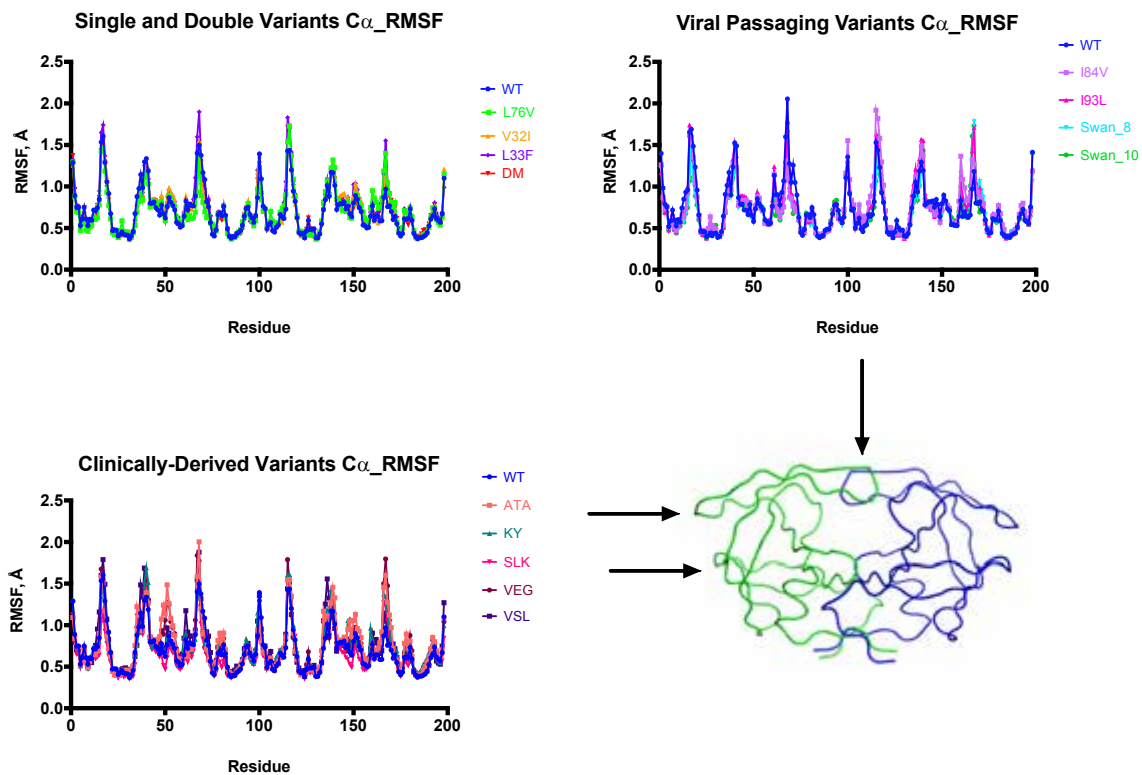 Single and Double Variants Cα_RMSF
RMSF, Å
2.5
2.0
1.5
1.0
0.5
0.0
0
50
100
150
200
Residue
WT
L76V
V32I
L33F
DM
Viral Passaging Variants Cα_RMSF
RMSF, Å
2.5
2.0
1.5
1.0
0.5
0.0
0
50
100
150
200
Residue
WT
I84V
I93L
Swan_8
Swan_10
Clinically-Derived Variants Cα_RMSF
RMSF, Å
2.5
2.0
1.5
1.0
0.5
0.0
0
50
100
150
200
Residue
WT
ATA
KY
SLK
VEG
VSL